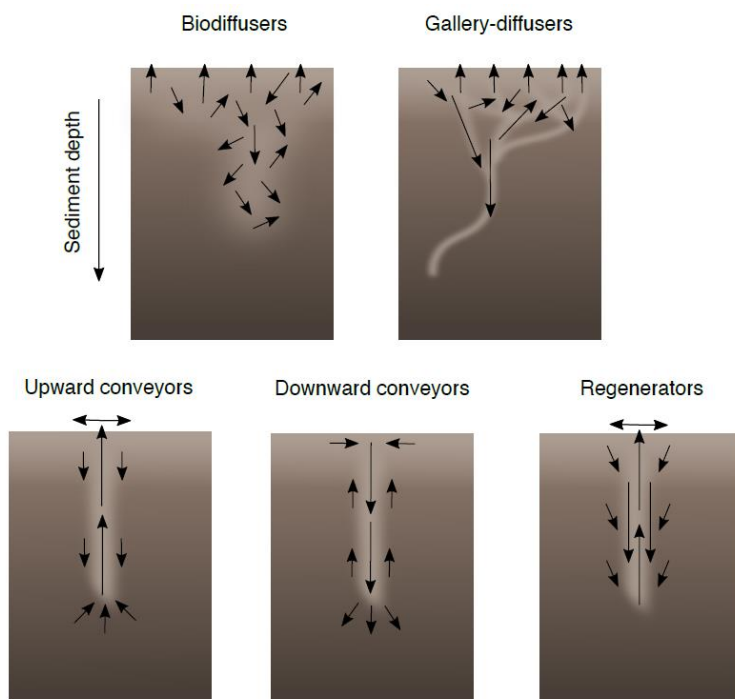 Biodiffusers
Gallery-diffusers
Sediment depth
Upward conveyors
Downward conveyors
Regenerators